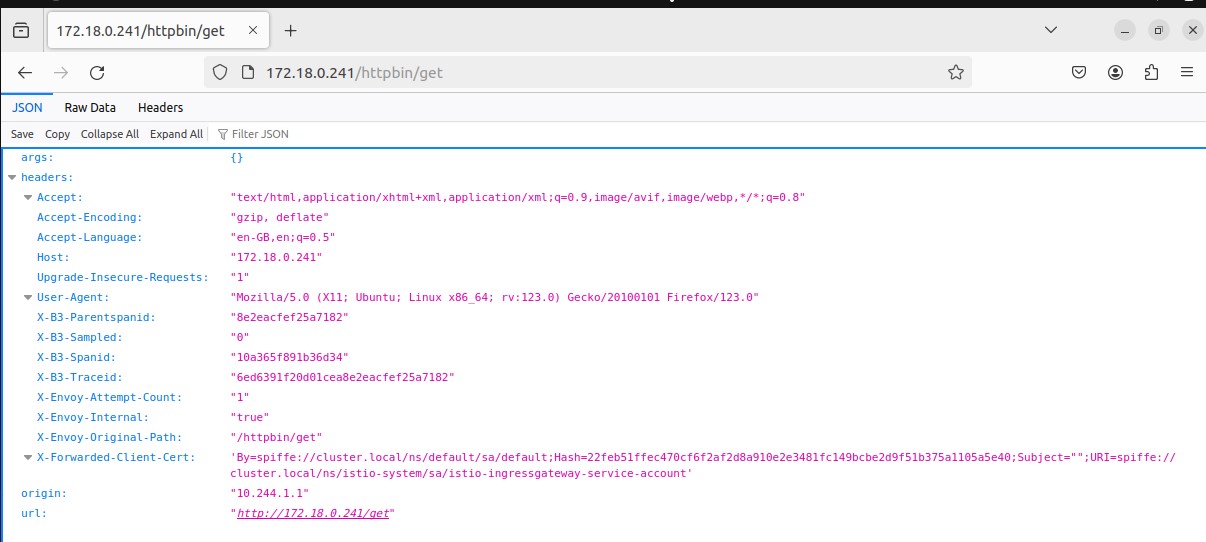 172.18.0.241/httpbin/get
172.18.0.241/httpbin/get
JSON Raw Data Headers
Save Copy Collapse All Expand All Filter JSON
args: {}
headers:
Accept: "text/html,application/xhtml+xml,application/xml;q=0.9,image/avif,image/webp,*/*;q=0.8"
Accept-Encoding: "gzip, deflate"
Accept-Language: "en-GB,en;q=0.5"
Host: "172.18.0.241"
Upgrade-Insecure-Requests: "1"
User-Agent: "Mozilla/5.0 (X11; Ubuntu; Linux x86_64; rv:123.0) Gecko/20100101 Firefox/123.0"
X-B3-Parentspanid: "8e2eacfef25a7182"
X-B3-Sampled: "0"
X-B3-Spanid: "10a365f891b36d34"
X-B3-Traceid: "6ed6391f20d01cea8e2eacfef25a7182"
X-Envoy-Attempt-Count: "1"
X-Envoy-Internal: "true"
X-Envoy-Original-Path: "/httpbin/get"
X-Forwarded-Client-Cert: 'By=spiffe://cluster.local/ns/default/sa/default;Hash=22feb51ffec470cf6f2af2d8a910e2e3481fc149bcbe2d9f51b375a1105a5e40;Subject="";URI=spiffe://
cluster.local/ns/istio-system/sa/istio-ingressgateway-service-account'
origin: "10.244.1.1"
url: "http://172.18.0.241/get"